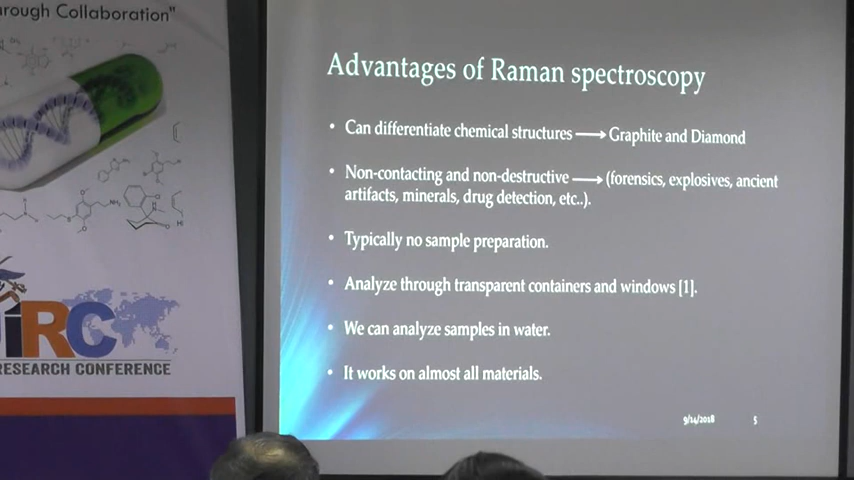 rough Collaboration"
iRC
RESEARCH CONFERENCE
Advantages of Raman spectroscopy
• Can differentiate chemical structures ⟶ Graphite and Diamond
• Non-contacting and non-destructive ⟶ (forensics, explosives, ancient
artifacts, minerals, drug detection, etc..).
• Typically no sample preparation.
• Analyze through transparent containers and windows [1].
• We can analyze samples in water.
• It works on almost all materials.
9/14/2018 5